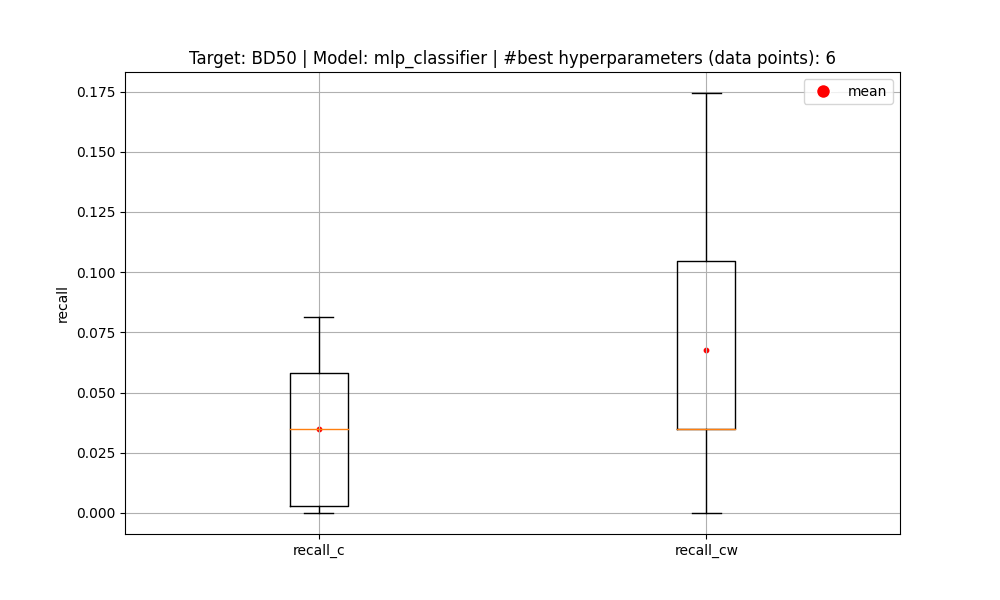 Target: BD50 | Model: mlp_classifier | #best hyperparameters (data points): 6
mean
0.175
0.150
0.125
0.100
0.075
0.050
0.025
0.000
recall
recall_c
recall_cw